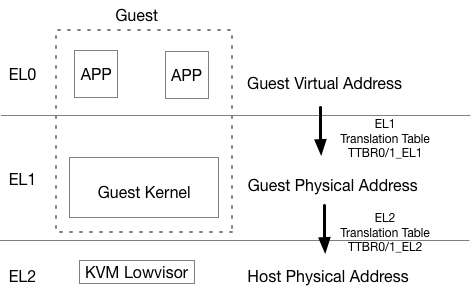 Guest
EL0
APP
APP
Guest Virtual Address
EL1
Translation Table
TTBR0/1_EL1
EL1
Guest Kernel
Guest Physical Address
EL2
Translation Table
TTBR0/1_EL2
EL2
KVM Lowvisor
Host Physical Address